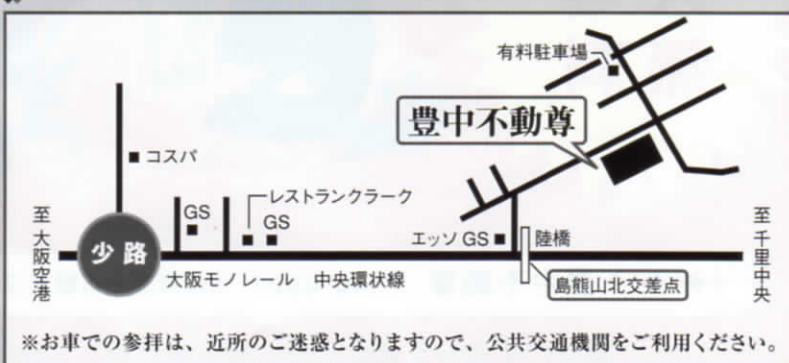 有料駐車場
豊中不動尊
コスパ
レストランクラーク
GS
GS
至大阪空港
少路
エッソ GS
陸橋
至千里中央
大阪モノレール 中央環状線
島熊山北交差点
※お車での参拝は、近所のご迷惑となりますので、公共交通機関をご利用ください。